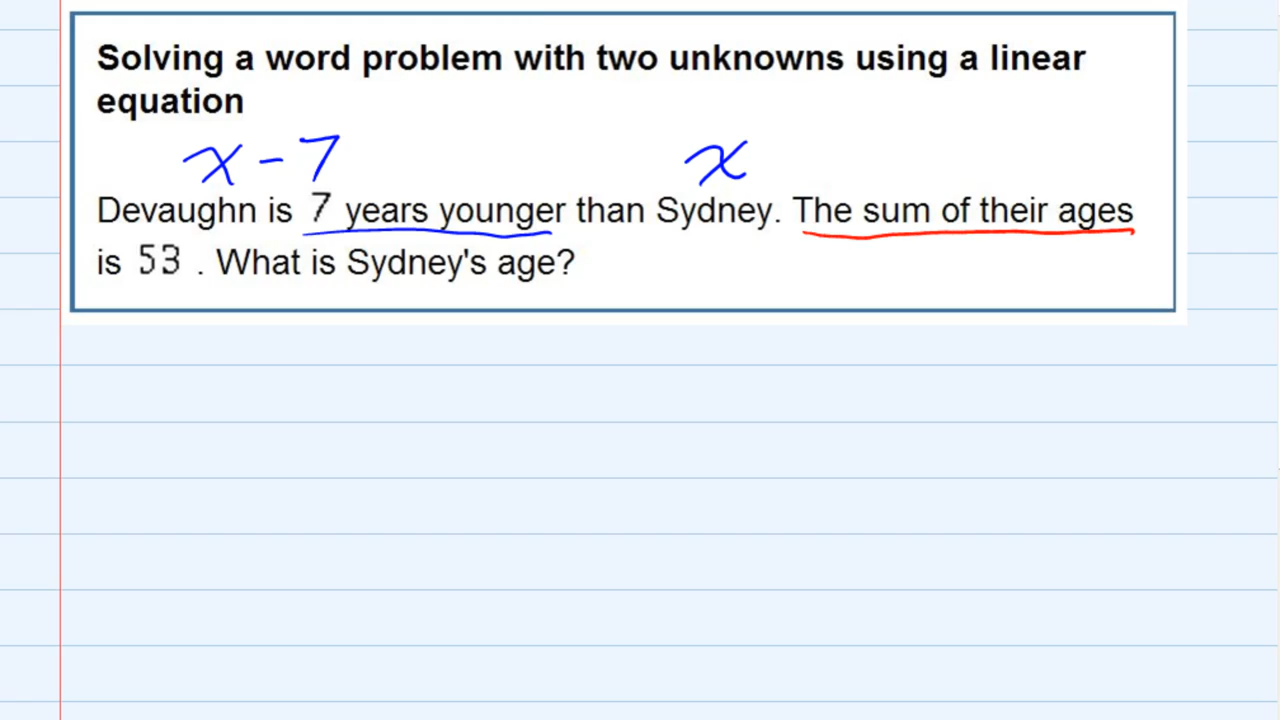 Solving a word problem with two unknowns using a linear
equation
x - 7 x
Devaughn is 7 years younger than Sydney. The sum of their ages
is 53 . What is Sydney's age?